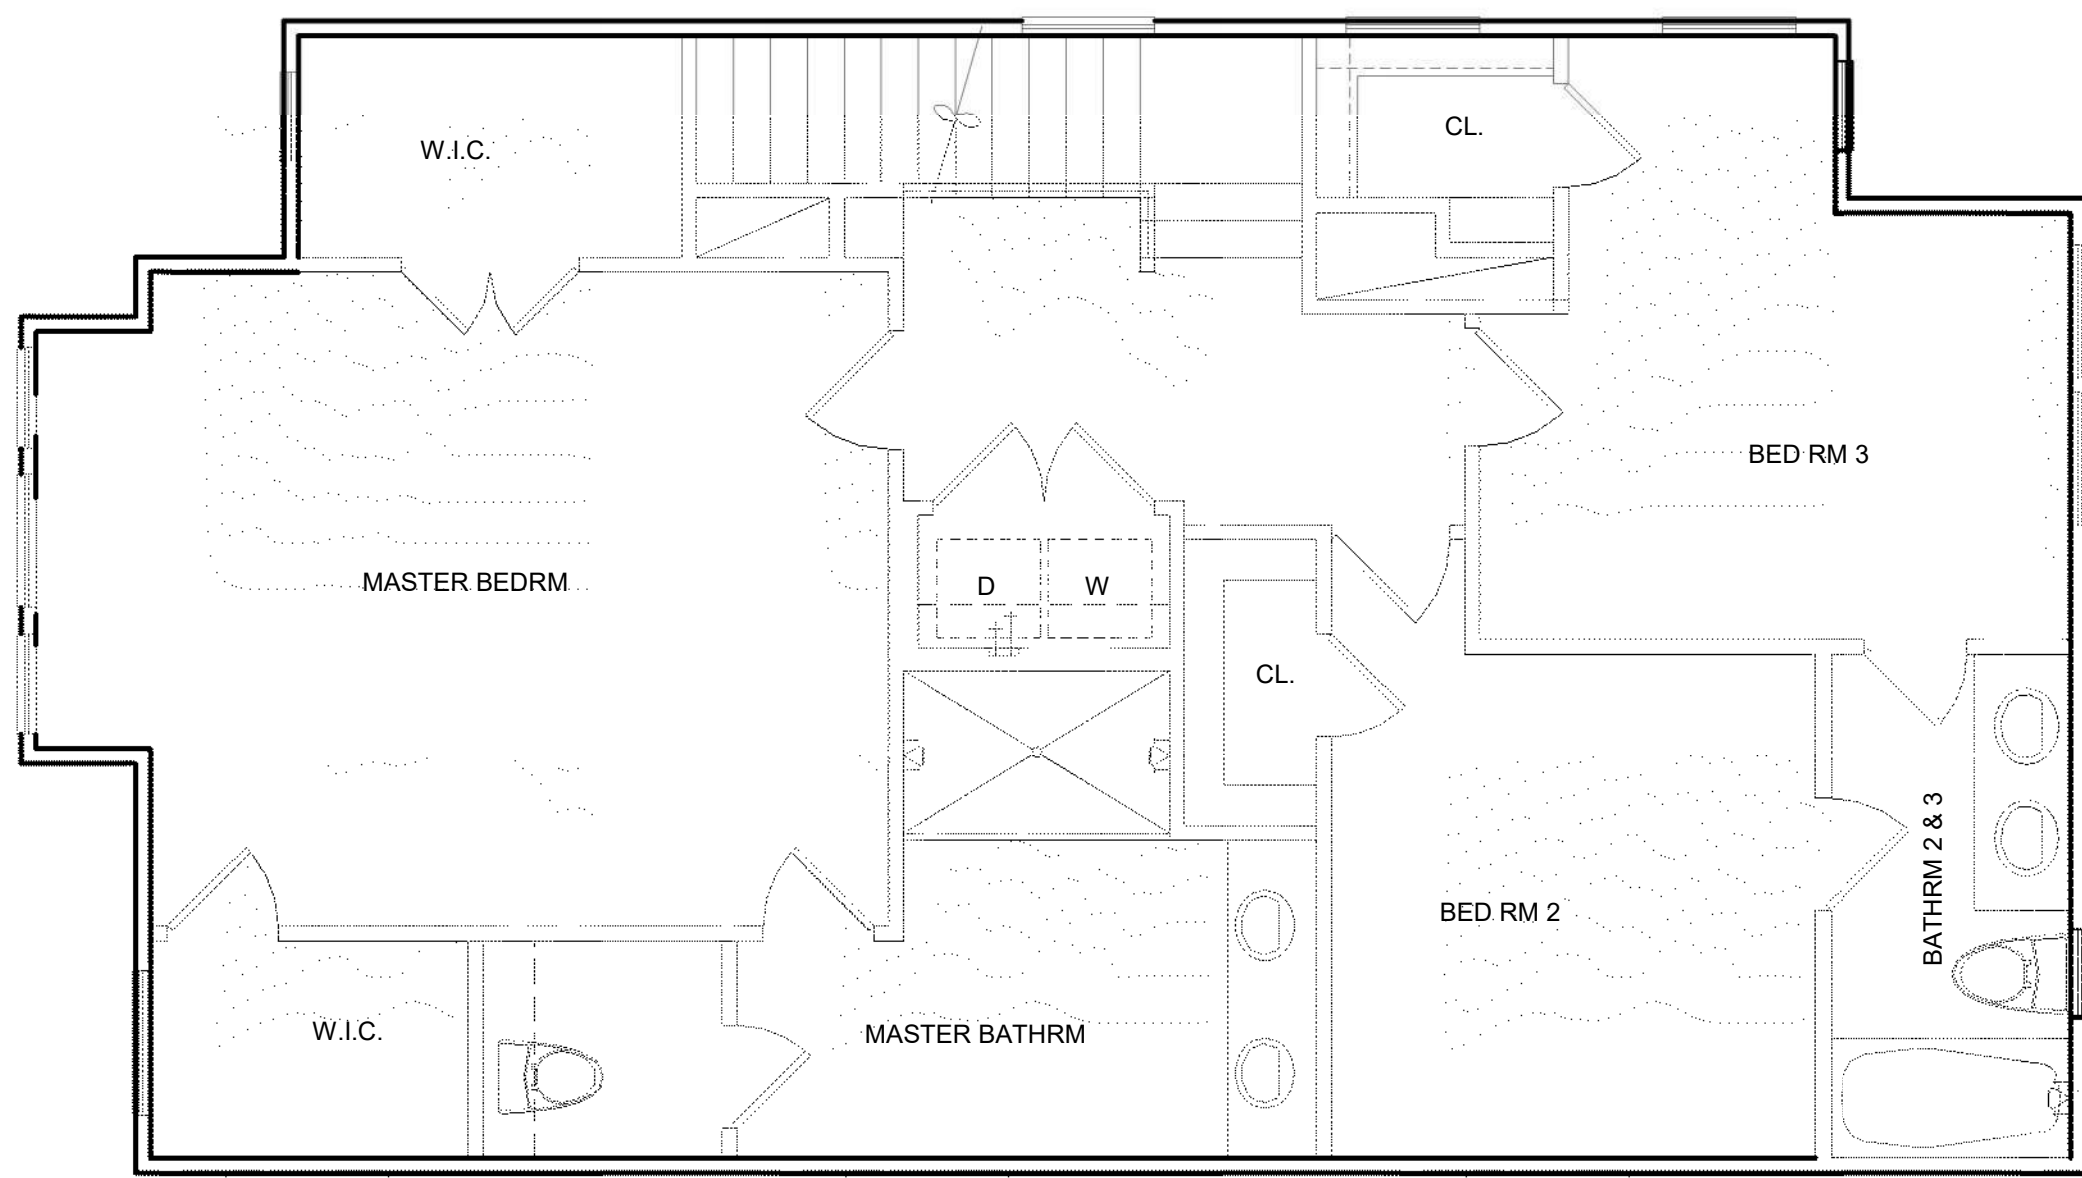 CL.
W.I.C.
BED RM 3
MASTER BEDRM
D
W
CL.
BATHRM 2 & 3
BED RM 2
W.I.C.
MASTER BATHRM